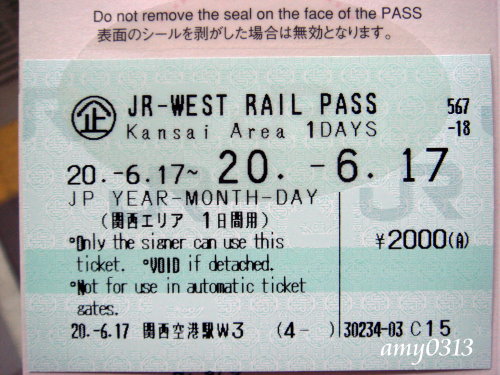 Do not remove the seal on the face of the PASS
表面のシールを剥がした場合は無効となります。
企 JR-WEST RAIL PASS 567
Kansai Area 1DAYS -18
20.-6.17~ 20. -6. 17
JP YEAR-MONTH-DAY
(関西エリア 1日間用)
°Only the signer can use this ¥2000(A)
ticket. °VOID if detached.
°Not for use in automatic ticket
gates.
20.-6.17 関西空港駅W3 (4- ) 30234-03 C15
amy0313